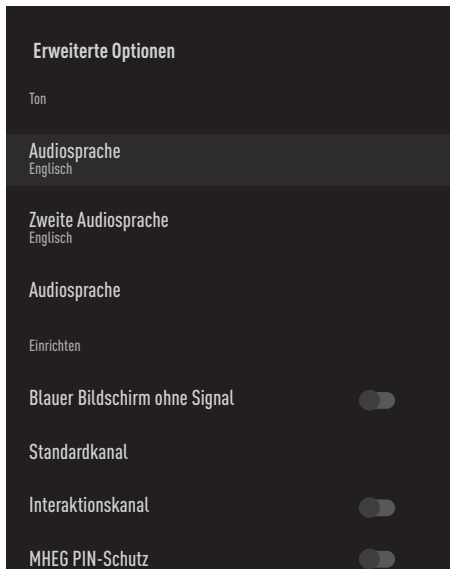 Erweiterte Optionen
Ton
Audiosprache
Englisch
Zweite Audiosprache
Englisch
Audiosprache
Einrichten
Blauer Bildschirm ohne Signal
Standardkanal
Interaktionskanal
MHEG PIN-Schutz